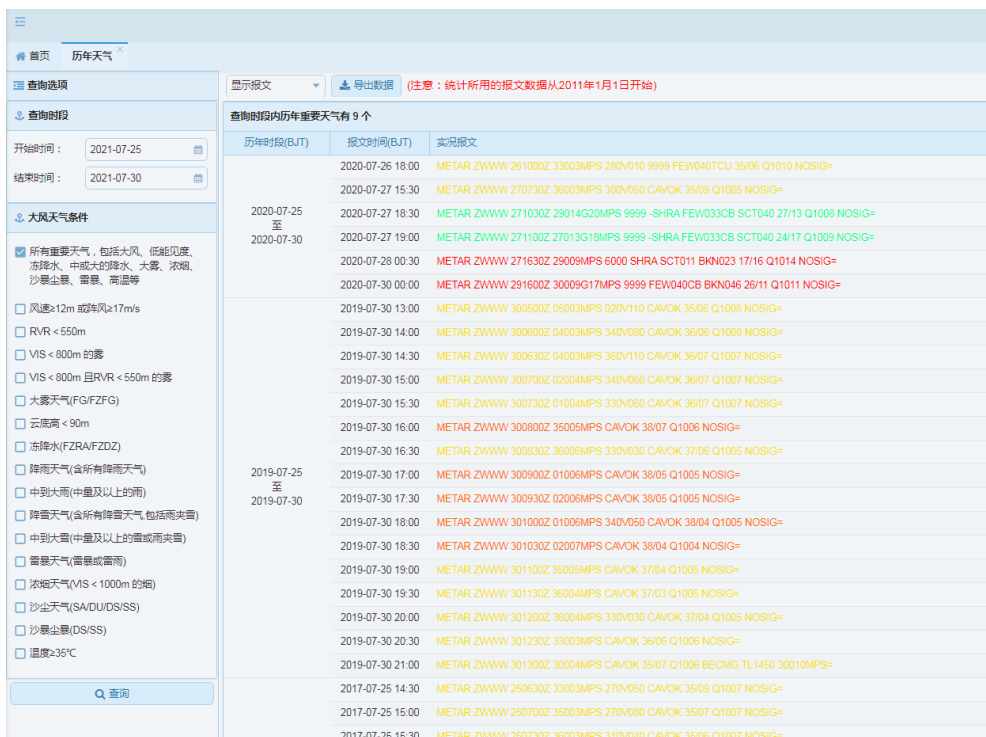 首页
历年天气
查询选项
显示报文
导出数据
(注意：统计所用的报文数据从2011年1月1日开始)
查询时段
开始时间：
2021-07-25
结束时间：
2021-07-30
大风天气条件
所有重要天气，包括大风、低能见度、
冻降水、中或大的降水、大雾、浓烟、
沙暴尘暴、雷暴、高温等
风速≥12m 或阵风≥17m/s
RVR < 550m
VIS < 800m 的雾
VIS < 800m 且RVR < 550m 的雾
大雾天气(FG/FZFG)
云底高 < 90m
冻降水(FZRA/FZDZ)
降雨天气(含所有降雨天气)
中到大雨(中量及以上的雨)
降雪天气(含所有降雪天气,包括雨夹雪)
中到大雪(中量及以上的雪或雨夹雪)
雷暴天气(雷暴或雷雨)
浓烟天气(VIS < 1000m 的烟)
沙尘天气(SA/DU/DS/SS)
沙暴尘暴(DS/SS)
温度≥35℃
查询
查询时段内历年重要天气有 9 个
历年时段(BJT)
报文时间(BJT)
实况报文
2020-07-25
至
2020-07-30
2020-07-26 18:00 METAR ZWWW 261000Z 33003MPS 280V010 9999 FEW040TCU 35/06 Q1010 NOSIG=
2020-07-27 15:30 METAR ZWWW 270730Z 36003MPS 300V050 CAVOK 35/09 Q1005 NOSIG=
2020-07-27 18:30 METAR ZWWW 271030Z 29014G20MPS 9999 -SHRA FEW033CB SCT040 27/13 Q1008 NOSIG=
2020-07-27 19:00 METAR ZWWW 271100Z 27013G18MPS 9999 -SHRA FEW033CB SCT040 24/17 Q1009 NOSIG=
2020-07-28 00:30 METAR ZWWW 271630Z 29009MPS 6000 SHRA SCT011 BKN023 17/16 Q1014 NOSIG=
2020-07-30 00:00 METAR ZWWW 291600Z 30009G17MPS 9999 FEW040CB BKN046 26/11 Q1011 NOSIG=
2019-07-25
至
2019-07-30
2019-07-30 13:00 METAR ZWWW 300500Z 05003MPS 020V110 CAVOK 35/06 Q1008 NOSIG=
2019-07-30 14:00 METAR ZWWW 300600Z 04003MPS 340V080 CAVOK 36/06 Q1008 NOSIG=
2019-07-30 14:30 METAR ZWWW 300630Z 04003MPS 360V110 CAVOK 36/07 Q1007 NOSIG=
2019-07-30 15:00 METAR ZWWW 300700Z 02004MPS 340V060 CAVOK 36/07 Q1007 NOSIG=
2019-07-30 15:30 METAR ZWWW 300730Z 01004MPS 330V060 CAVOK 36/07 Q1007 NOSIG=
2019-07-30 16:00 METAR ZWWW 300800Z 35005MPS CAVOK 38/07 Q1006 NOSIG=
2019-07-30 16:30 METAR ZWWW 300830Z 36005MPS 330V030 CAVOK 37/06 Q1005 NOSIG=
2019-07-30 17:00 METAR ZWWW 300900Z 01006MPS CAVOK 38/05 Q1005 NOSIG=
2019-07-30 17:30 METAR ZWWW 300930Z 02006MPS CAVOK 38/05 Q1005 NOSIG=
2019-07-30 18:00 METAR ZWWW 301000Z 01006MPS 340V050 CAVOK 38/04 Q1005 NOSIG=
2019-07-30 18:30 METAR ZWWW 301030Z 02007MPS CAVOK 38/04 Q1004 NOSIG=
2019-07-30 19:00 METAR ZWWW 301100Z 35005MPS CAVOK 37/04 Q1005 NOSIG=
2019-07-30 19:30 METAR ZWWW 301130Z 36004MPS CAVOK 37/03 Q1005 NOSIG=
2019-07-30 20:00 METAR ZWWW 301200Z 36004MPS 330V030 CAVOK 37/04 Q1005 NOSIG=
2019-07-30 20:30 METAR ZWWW 301230Z 33003MPS CAVOK 36/06 Q1006 NOSIG=
2019-07-30 21:00 METAR ZWWW 301300Z 30004MPS CAVOK 35/07 Q1006 BECMG TL1450 30010MPS=
2017-07-25 14:30 METAR ZWWW 250630Z 33003MPS 270V050 CAVOK 35/09 Q1007 NOSIG=
2017-07-25 15:00 METAR ZWWW 250700Z 35003MPS 270V080 CAVOK 35/07 Q1007 NOSIG=
2017-07-25 15:30 METAR ZWWW 250730Z 36003MPS 310V040 CAVOK 35/06 Q1007 NOSIG=